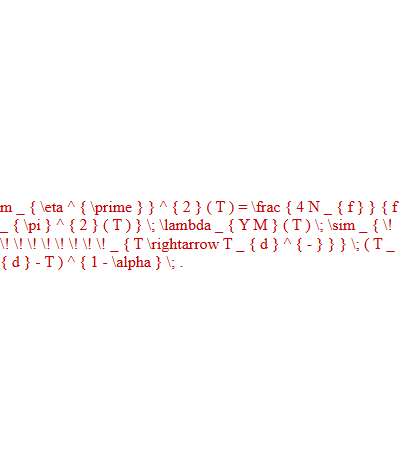 m _ { \eta ^ { \prime } } ^ { 2 } ( T ) = \frac { 4 N _ { f } } { f
_ { \pi } ^ { 2 } ( T ) } \; \lambda _ { Y M } ( T ) \; \sim _ { \!
\! \! \! \! \! \! \! \! _ { T \rightarrow T _ { d } ^ { - } } } \; ( T _
{ d } - T ) ^ { 1 - \alpha } \; .